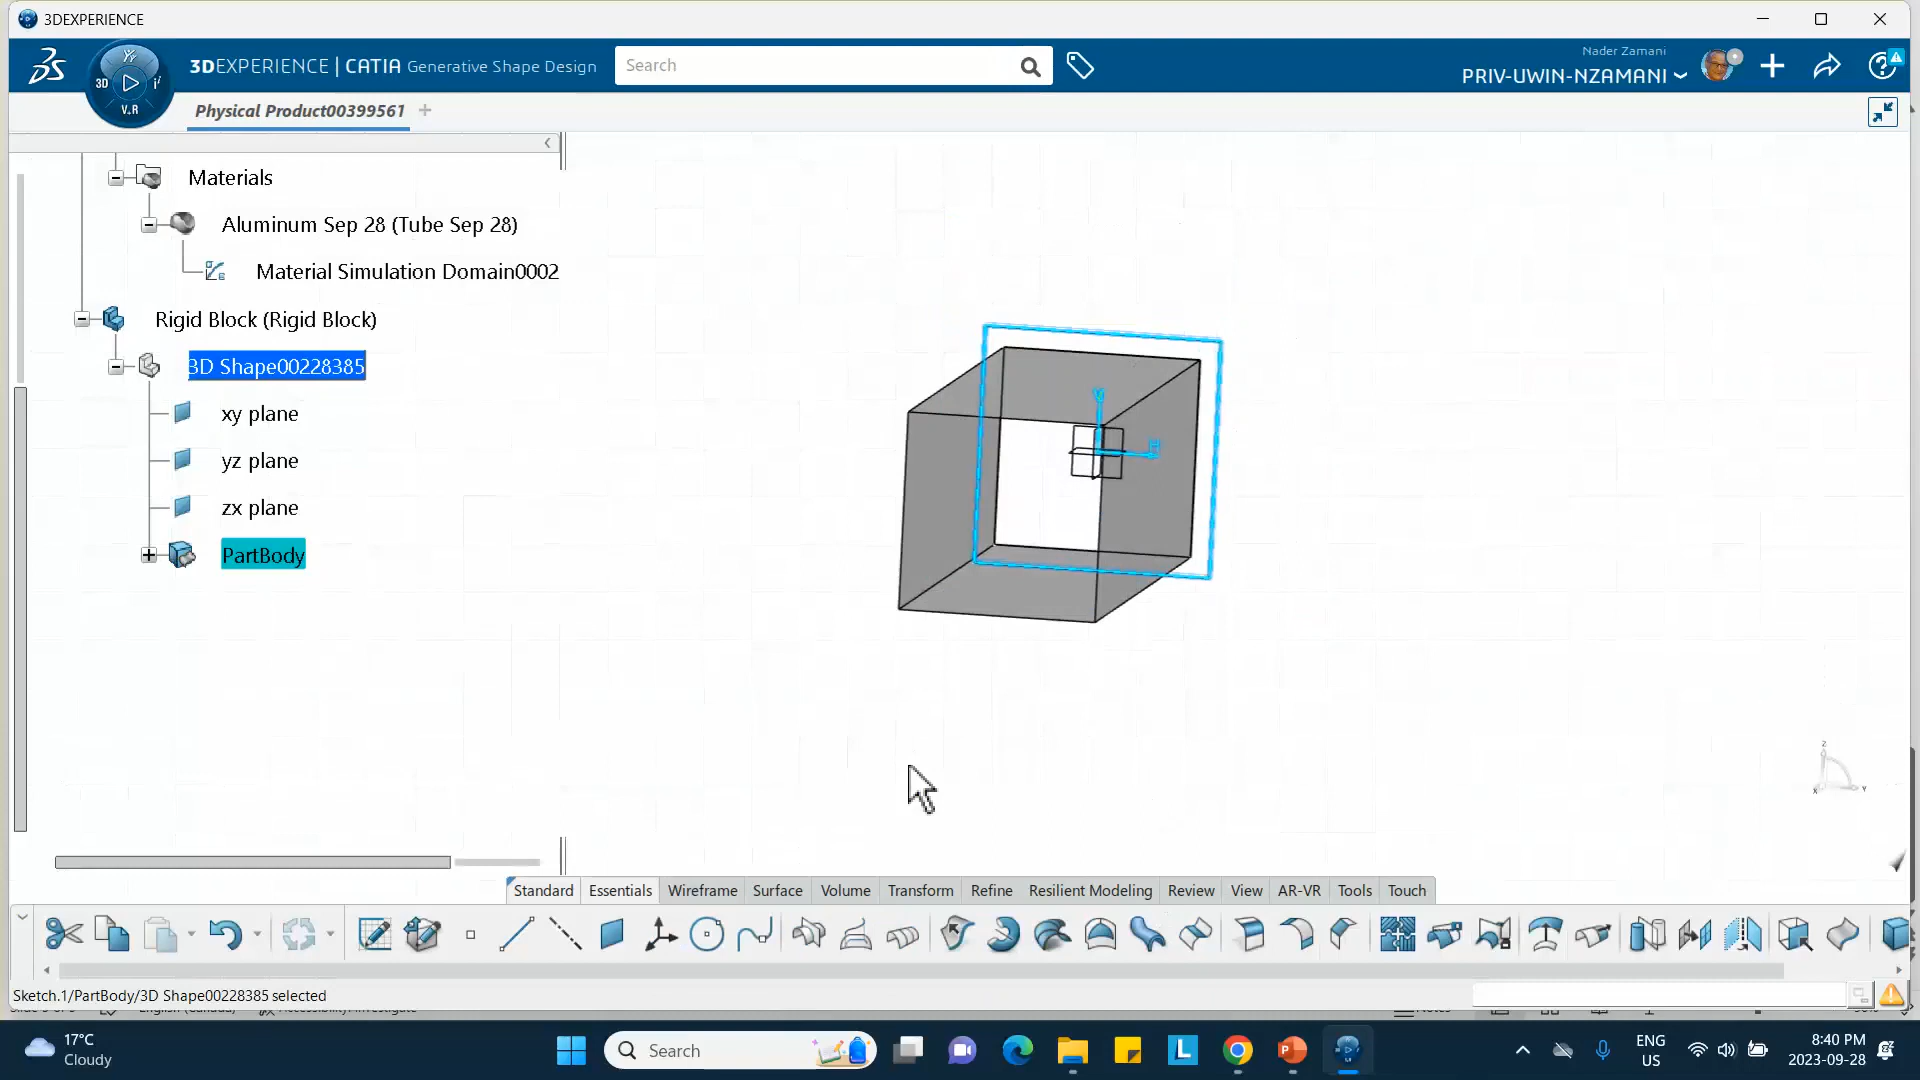 3DEXPERIENCE
3DEXPERIENCE | CATIA Generative Shape Design
Search
Nader Zamani
PRIV-UWIN-NZAMANI
3D
V.R
Physical Product00399561
Materials
Aluminum Sep 28 (Tube Sep 28)
Material Simulation Domain0002
Rigid Block (Rigid Block)
3D Shape00228385
xy plane
yz plane
zx plane
PartBody
V
H
Z
X
Y
Standard
Essentials
Wireframe
Surface
Volume
Transform
Refine
Resilient Modeling
Review
View
AR-VR
Tools
Touch
Sketch.1/PartBody/3D Shape00228385 selected
17°C
Cloudy
Search
ENG
US
8:40 PM
2023-09-28